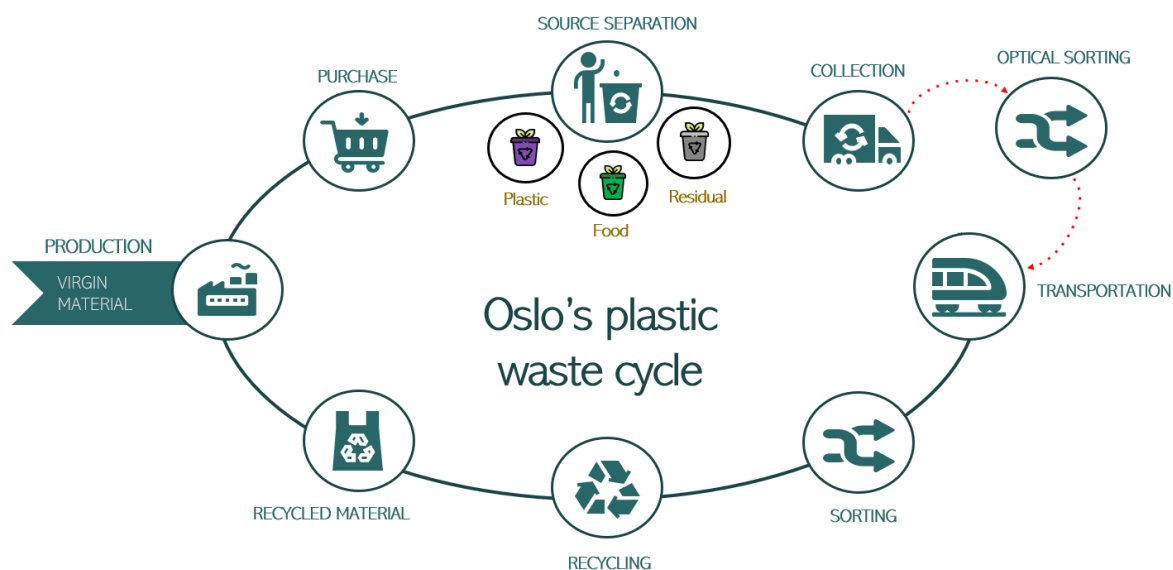 SOURCE SEPARATION
OPTICAL SORTING
PURCHASE
COLLECTION
Plastic
Food
Residual
PRODUCTION
VIRGIN
MATERIAL
TRANSPORTATION
Oslo's plastic
waste cycle
RECYCLED MATERIAL
SORTING
RECYCLING